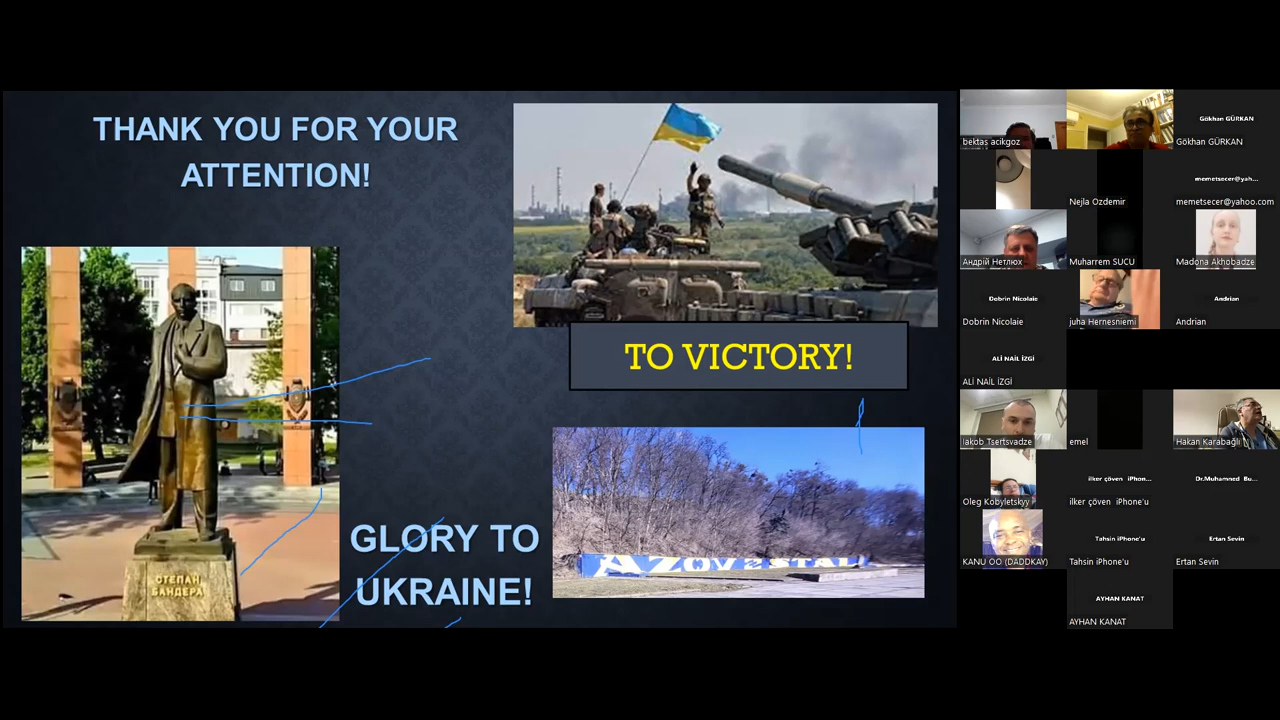 THANK YOU FOR YOUR
ATTENTION!
TO VICTORY!
СТЕПАН
БАНДЕРА
GLORY TO
UKRAINE!
AZOV STAL
bektaş acikgoz
Gökhan GÜRKAN
Gökhan GÜRKAN
Nejla Ozdemir
memetsecer@yah...
memetsecer@yahoo.com
Андрій Нетлюх
Muharrem SUCU
Madona Akhobadze
Dobrin Nicolaie
Dobrin Nicolaie
juha Hernesniemi
Andrian
Andrian
ALİ NAİL İZGİ
ALİ NAİL İZGİ
Iakob Tsertsvadze
emel
Hakan Karabağlı
Oleg Kobyletskyy
ilker çöven iPhon...
ilker çöven iPhone'u
Dr.Muhamned Bu...
KANU OO (DADDKAY)
Tahsin iPhone'u
Tahsin iPhone'u
Ertan Sevin
Ertan Sevin
AYHAN KANAT
AYHAN KANAT